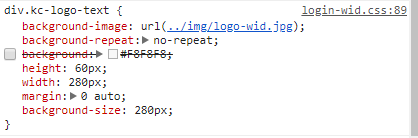 div.kc-logo-text { login-wid.css:89
background-image: url(../img/logo-wid.jpg);
background-repeat: no-repeat;
background: #F8F8F8;
height: 60px;
width: 280px;
margin: 0 auto;
background-size: 280px;
}